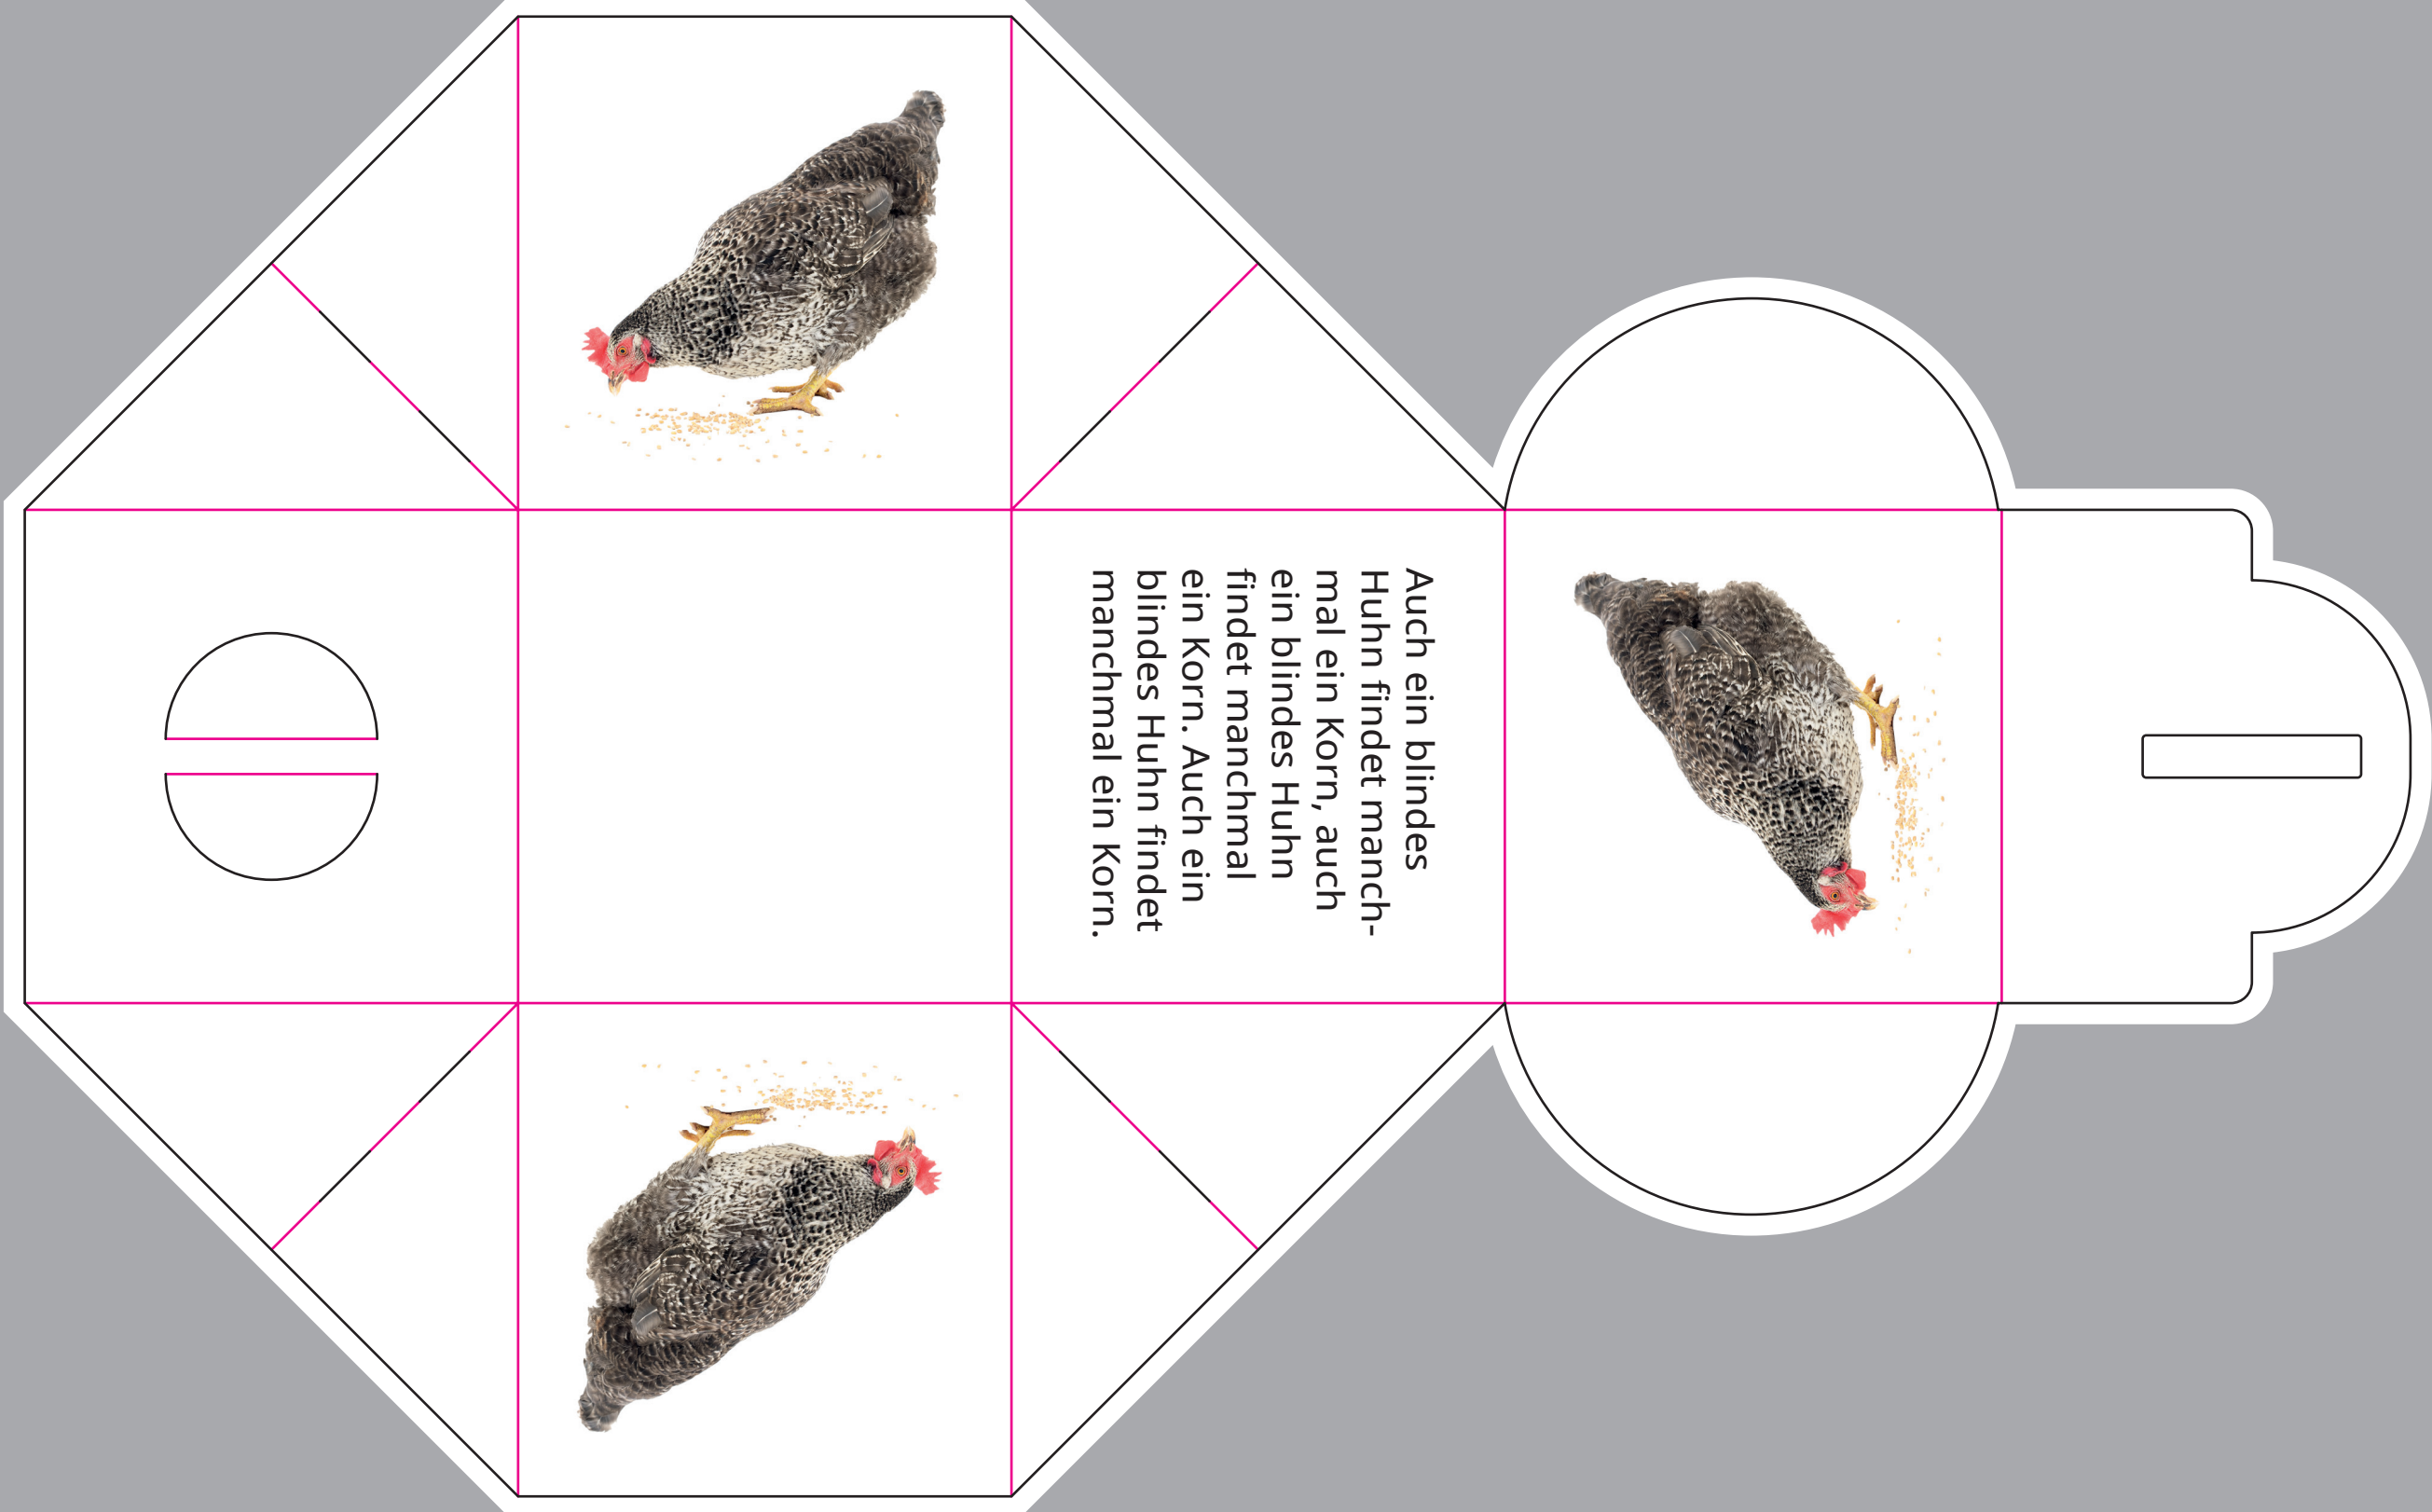 Auch ein blindes
Huhn findet manch-
mal ein Korn, auch
ein blindes Huhn
findet manchmal
ein Korn. Auch ein
blindes Huhn findet
manchmal ein Korn.